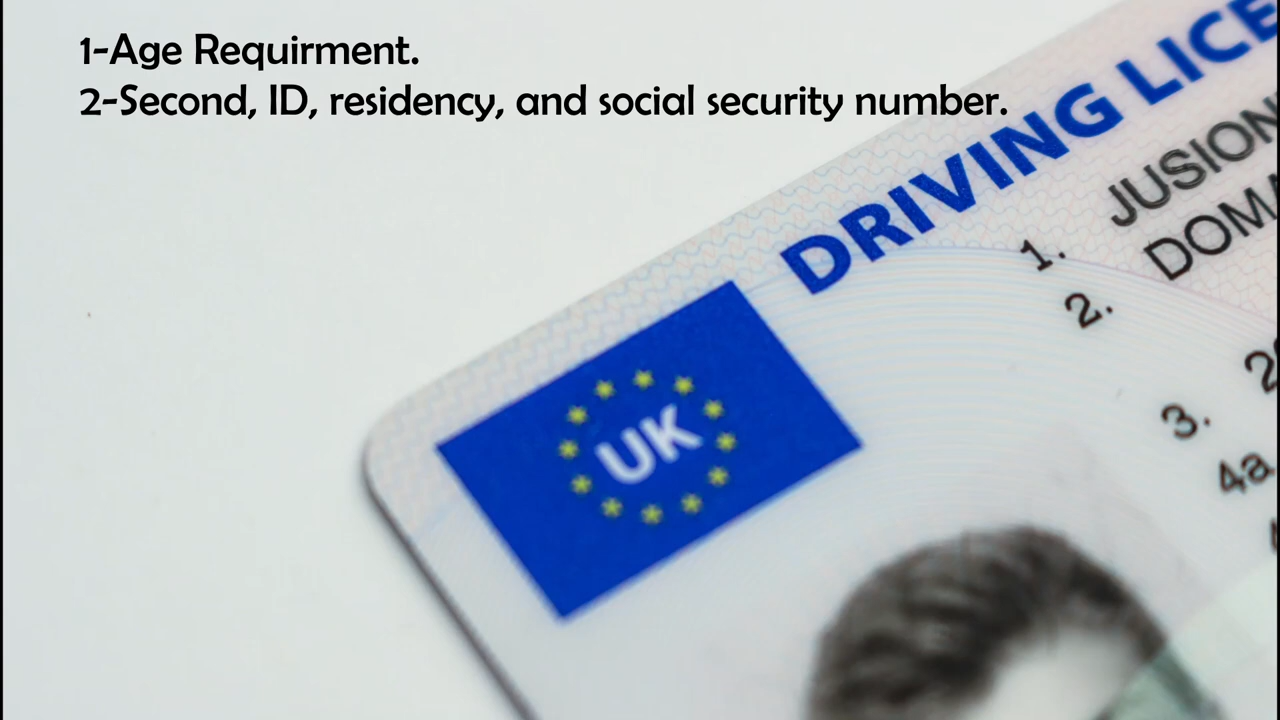 1-Age Requirment.
2-Second, ID, residency, and social security number.
DRIVING LICE
1. JUSION
2. DOMA
3. 2
4a
UK